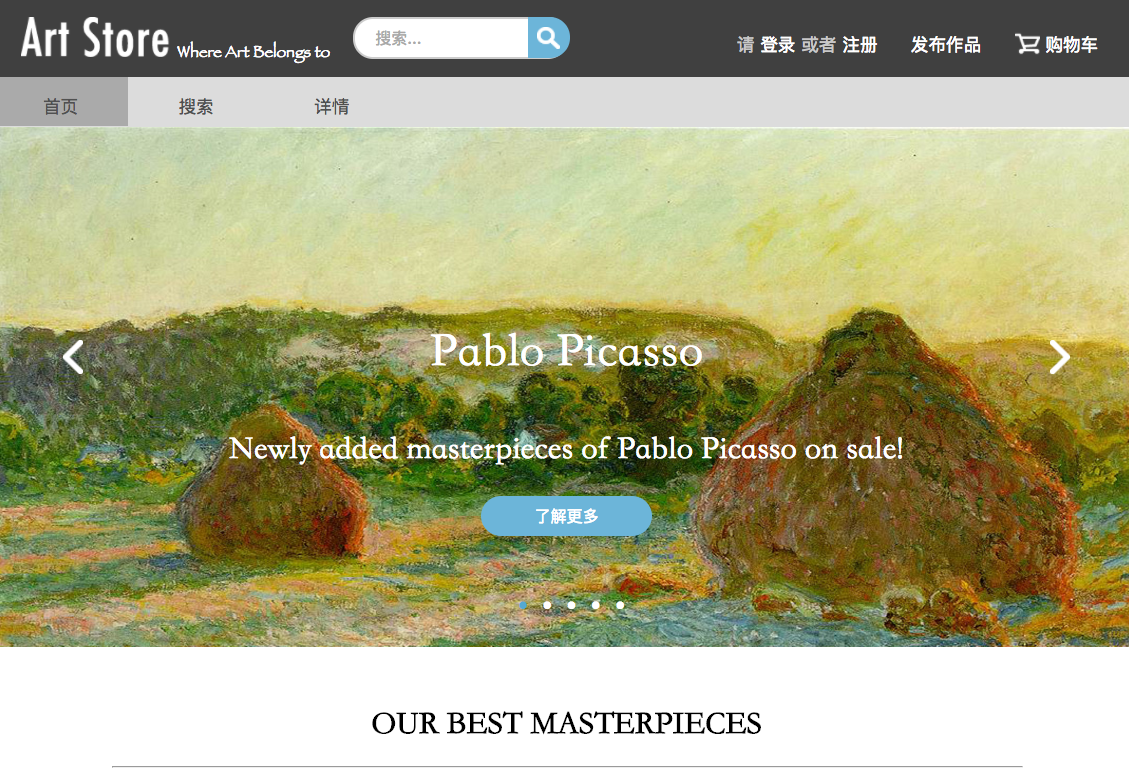 Art Store Where Art Belongs to 搜索... 请 登录 或者 注册 发布作品 购物车
首页 搜索 详情
Pablo Picasso
Newly added masterpieces of Pablo Picasso on sale!
了解更多
OUR BEST MASTERPIECES